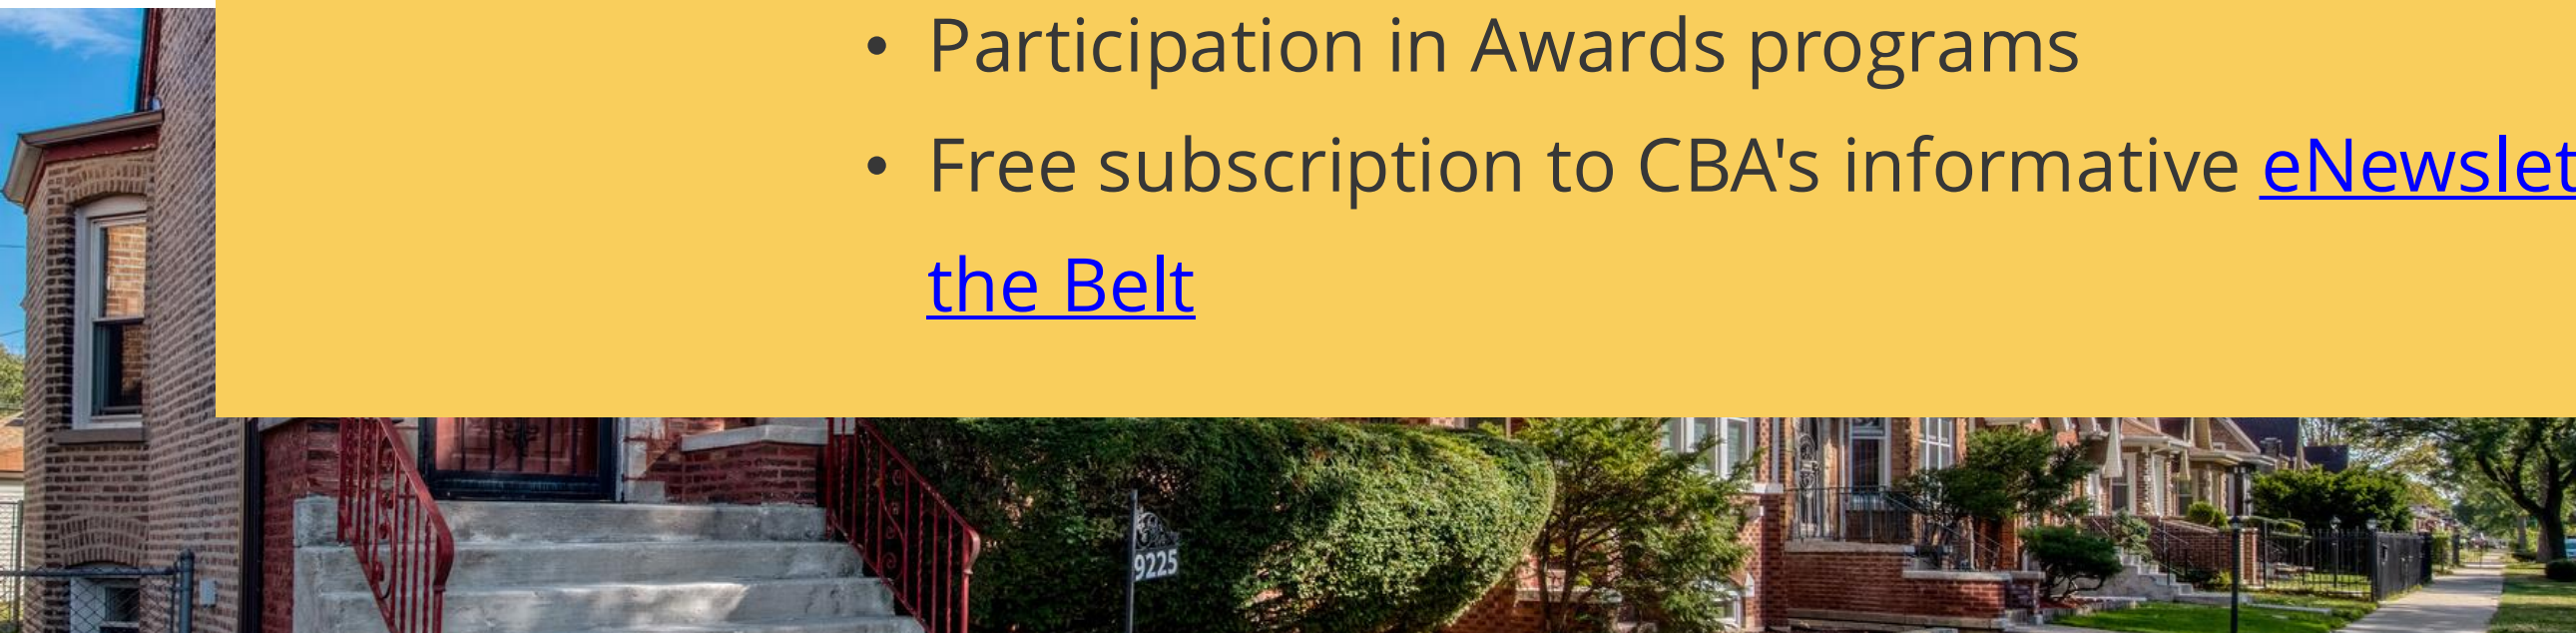 • Participation in Awards programs
• Free subscription to CBA's informative eNewslet
the Belt
9225